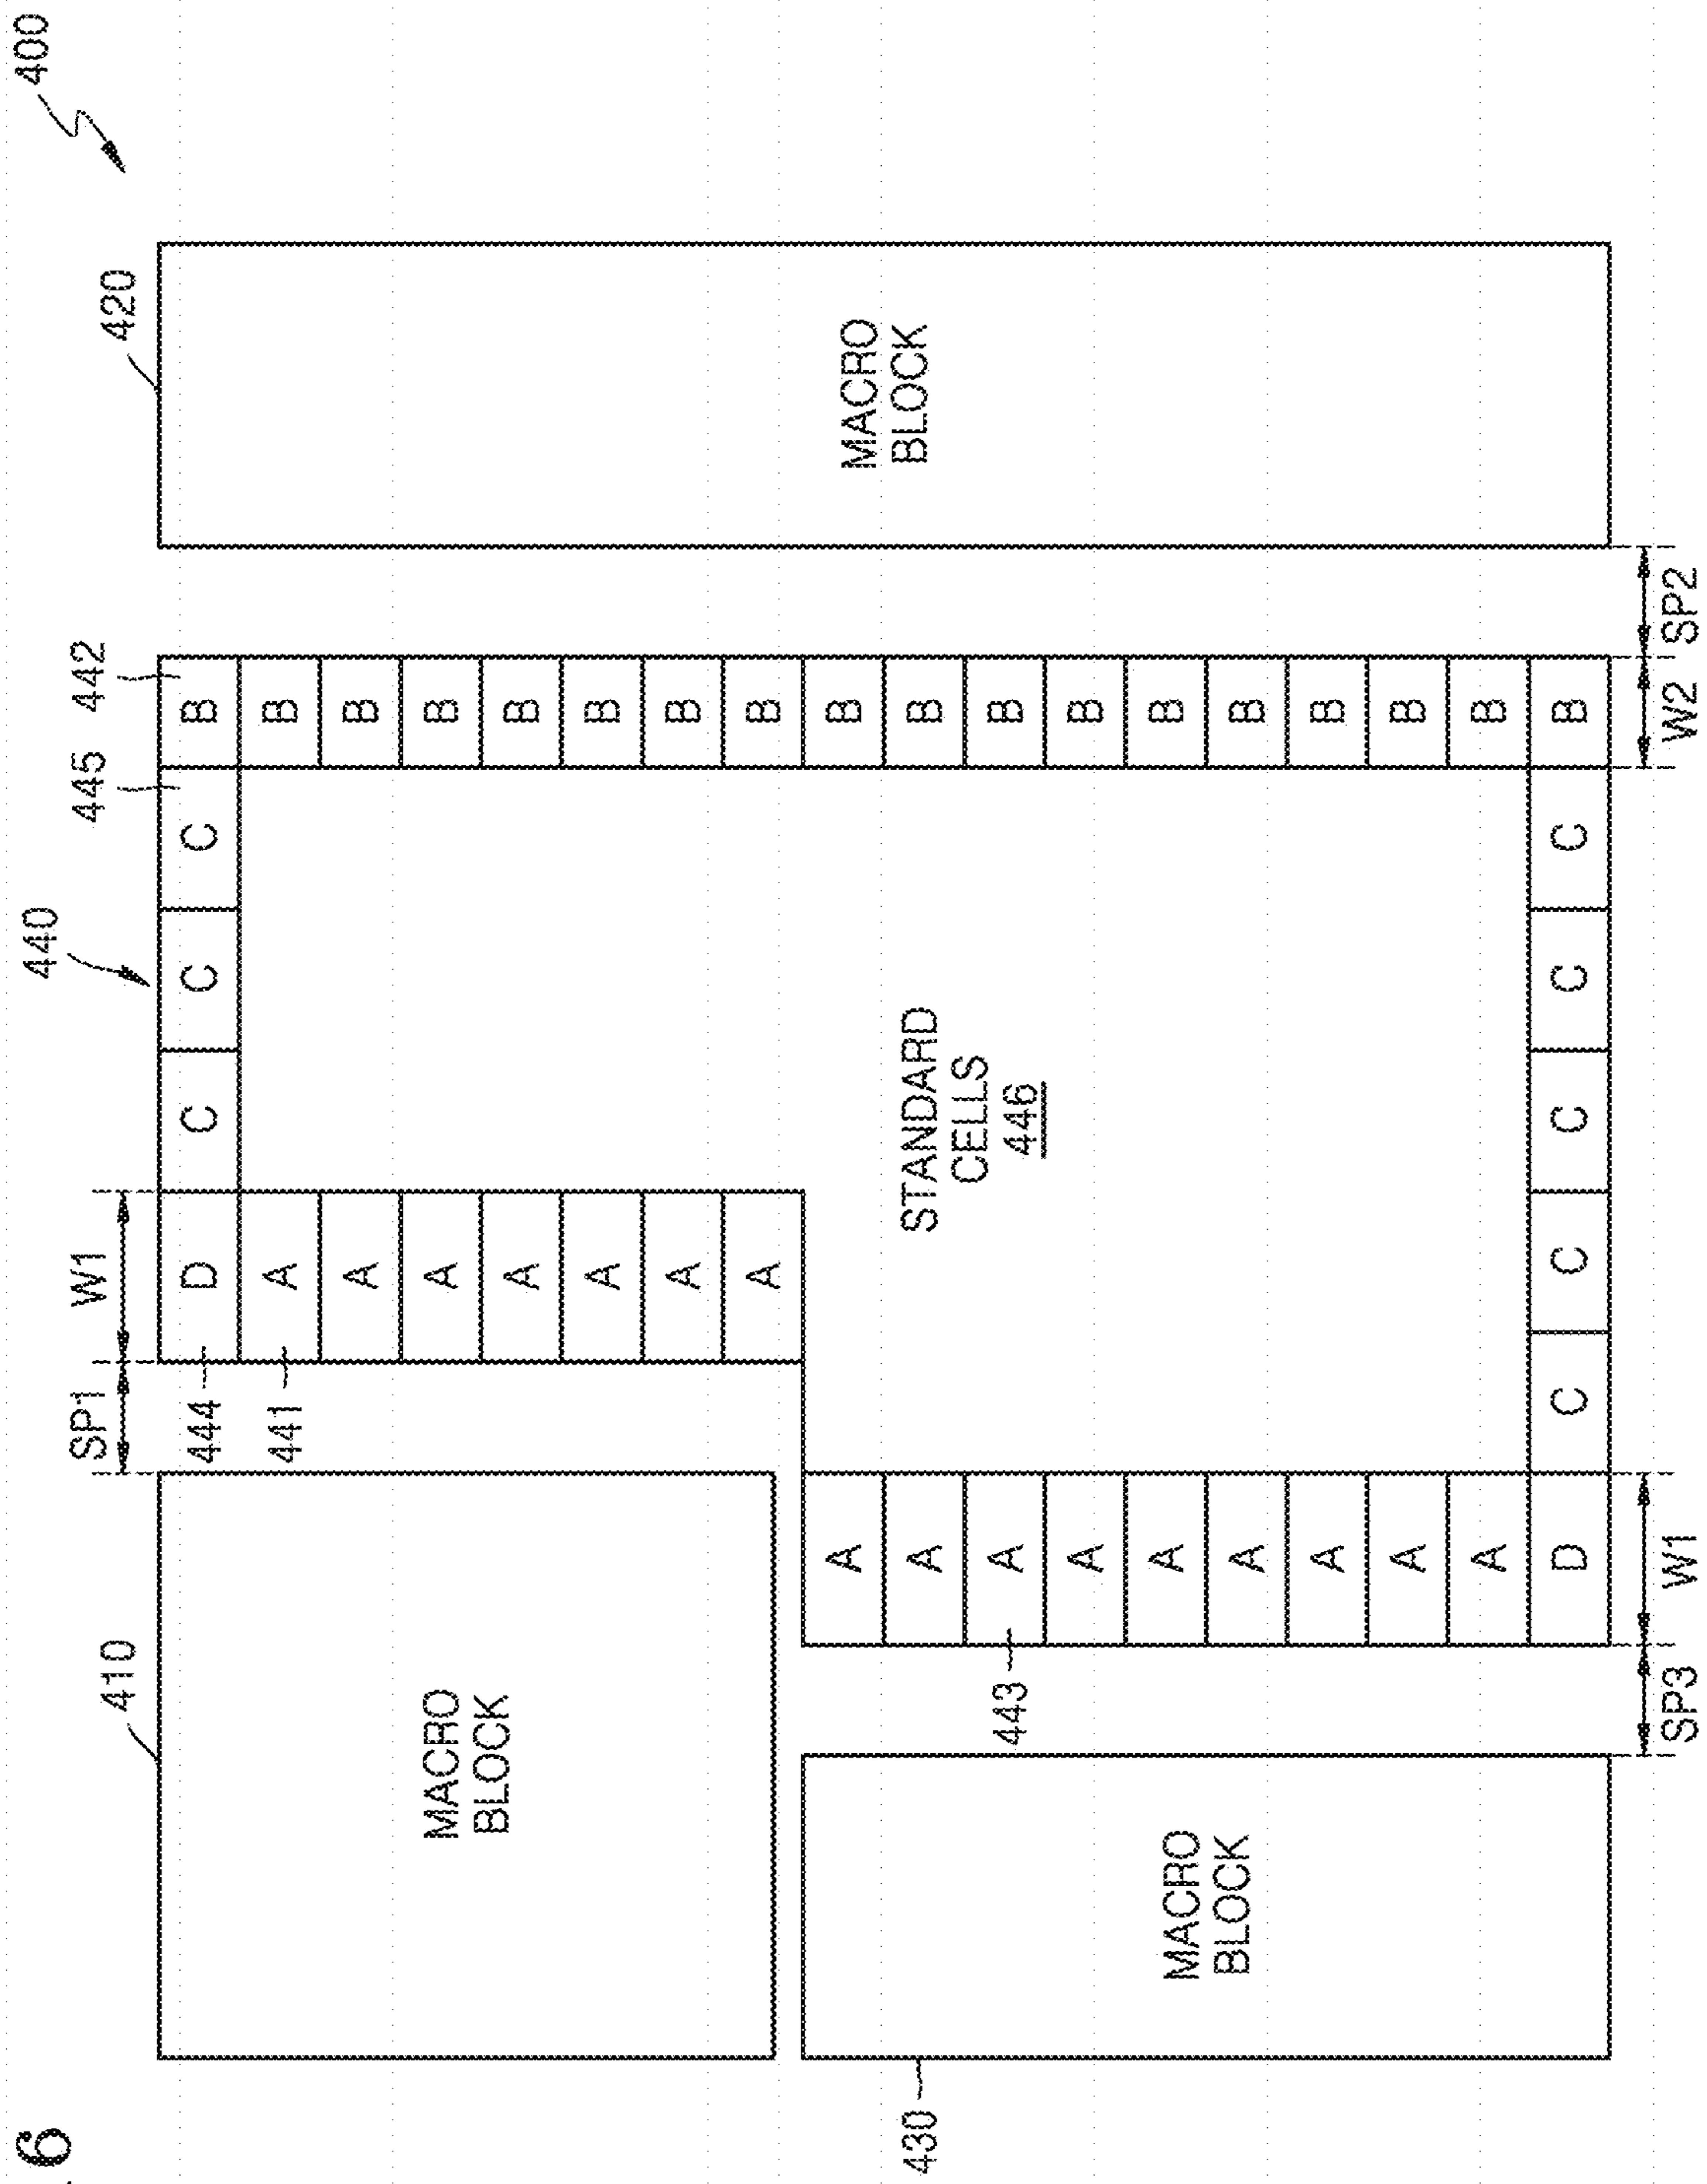 6
400
440
SP1 W1 445 442
410 420
444 D C C C B
441 A B
A B
A B
MACRO
BLOCK
A B
A B
A B
A B
A B
MACRO
BLOCK
430 A B
STANDARD
CELLS
446
443 A B
A B
A B
MACRO
BLOCK
A B
A B
A B
A B
D C C C C C B
SP3 W1 W2 SP2